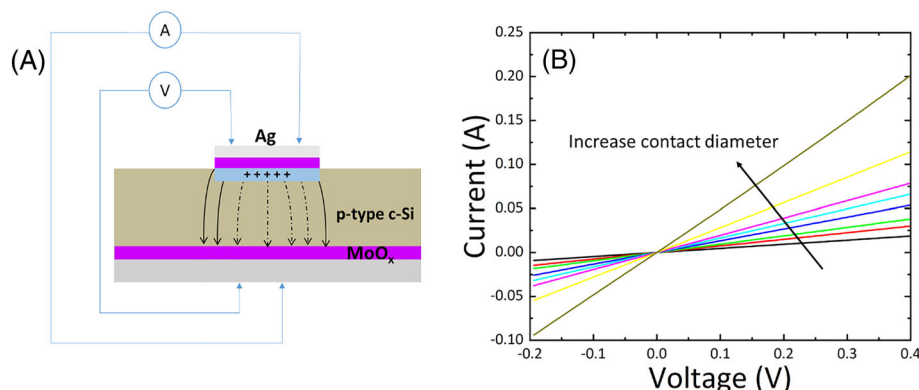 (A)
A
V
Ag
+ + + + +
p-type c-Si
MoOₓ
(B)
Current (A)
0.25
0.20
0.15
0.10
0.05
0.00
-0.05
-0.10
Increase contact diameter
-0.2 -0.1 0.0 0.1 0.2 0.3 0.4
Voltage (V)